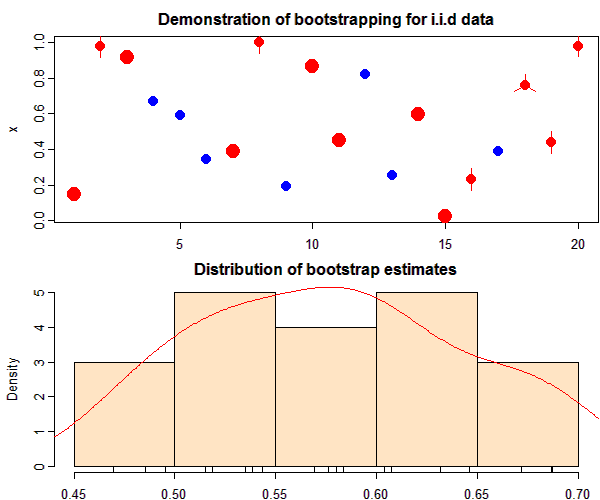 Demonstration of bootstrapping for i.i.d data
1.0
0.8
0.6
0.4
0.2
0.0
x
5 10 15 20
Distribution of bootstrap estimates
5
4
3
2
1
0
Density
0.45 0.50 0.55 0.60 0.65 0.70